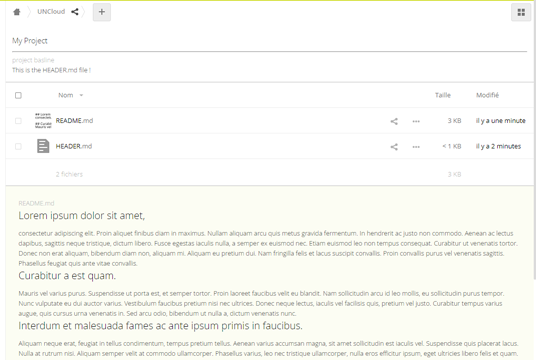 UNCloud
+
My Project
project tiadine
This is the HEADER.md file !
Nom
Taille
Modifié
README.md
3 KB
il y a une minute
HEADER.md
< 1 KB
il y a 2 minutes
2 fichiers
3 KB
README.md
Lorem ipsum dolor sit amet,
consectetur adipiscing elit. Proin aliquet finibus diam in maximus. Nullam aliquam arcu quis metus gravida fermentum. In hendrerit ac justo non commodo. Aenean ac lectus
dapibus, sagittis neque tristique, dictum libero. Fusce egestas iaculis nulla, a semper ex euismod nec. Etiam euismod leo non tempus consequat. Curabitur ut venenatis tortor.
Donec non erat aliquam, bibendum diam non, aliquam mi. Aliquam eu pretium dui. Nam fringilla felis et lacus suscipit convallis. Proin convallis purus vel venenatis sagittis.
Phasellus feugiat quis ante vitae convallis.
Curabitur a est quam.
Mauris vel varius purus. Suspendisse ut porta est, et semper tortor. Proin laoreet faucibus velit eu blandit. Nam sollicitudin arcu id leo mollis, eu sollicitudin purus tempor.
Nunc vulputate eu dui auctor varius. Vestibulum faucibus pretium nisi nec ultrices. Donec neque lectus, iaculis vel facilisis quis, pretium vel justo. Curabitur tempus varius
augue, quis cursus urna venenatis in. Sed arcu odio, bibendum ut nulla a, dictum venenatis nunc.
Interdum et malesuada fames ac ante ipsum primis in faucibus.
Aliquam neque erat, feugiat in tellus condimentum, tempus pretium tellus. Aenean varius accumsan magna, sit amet sollicitudin est iaculis vel. Suspendisse quis placerat lacus.
Nulla at rutrum nisi. Aliquam semper velit at commodo ullamcorper. Phasellus varius, leo nec tristique ullamcorper, nulla eros efficitur ipsum, eget ultricies libero felis et quam.